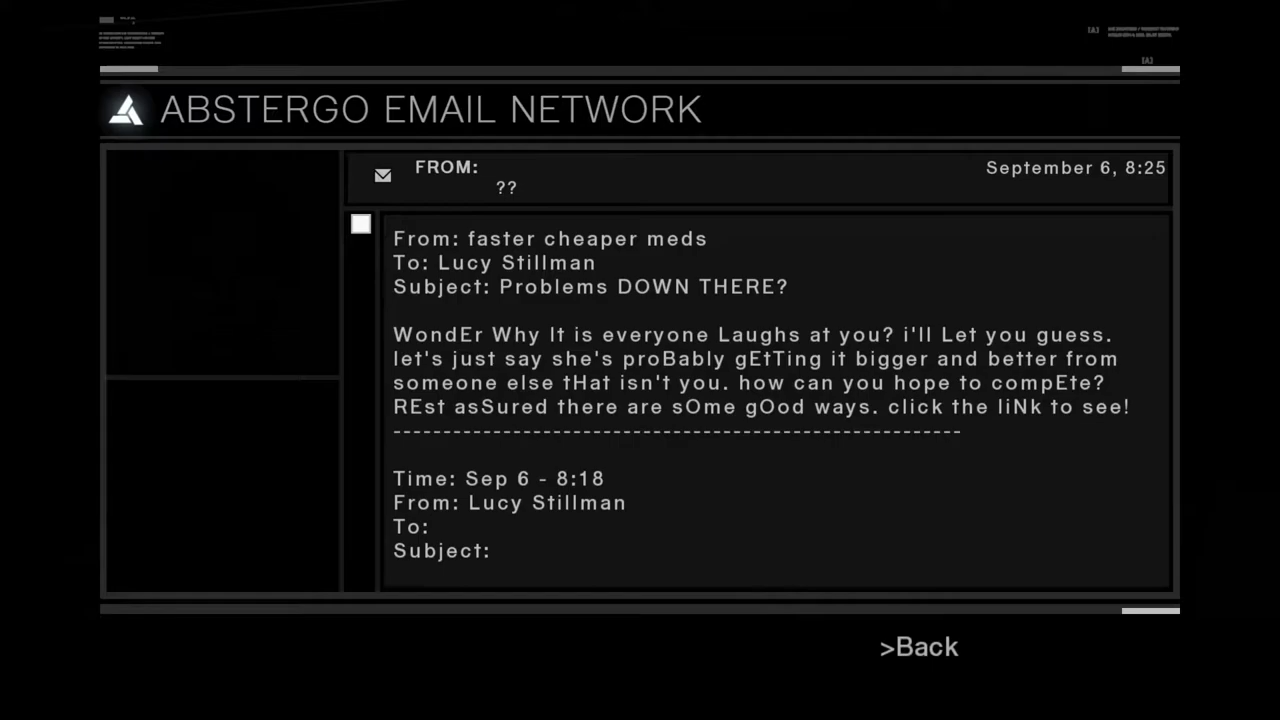 [A]
[A]
ABSTERGO EMAIL NETWORK
FROM:
September 6, 8:25
??
From: faster cheaper meds
To: Lucy Stillman
Subject: Problems DOWN THERE?
WondEr Why It is everyone Laughs at you? i'll Let you guess.
let's just say she's proBably gEtTing it bigger and better from
someone else tHat isn't you. how can you hope to compEte?
REst asSured there are sOme gOod ways. click the liNk to see!
---------------------------------------------------------
Time: Sep 6 - 8:18
From: Lucy Stillman
To:
Subject:
>Back